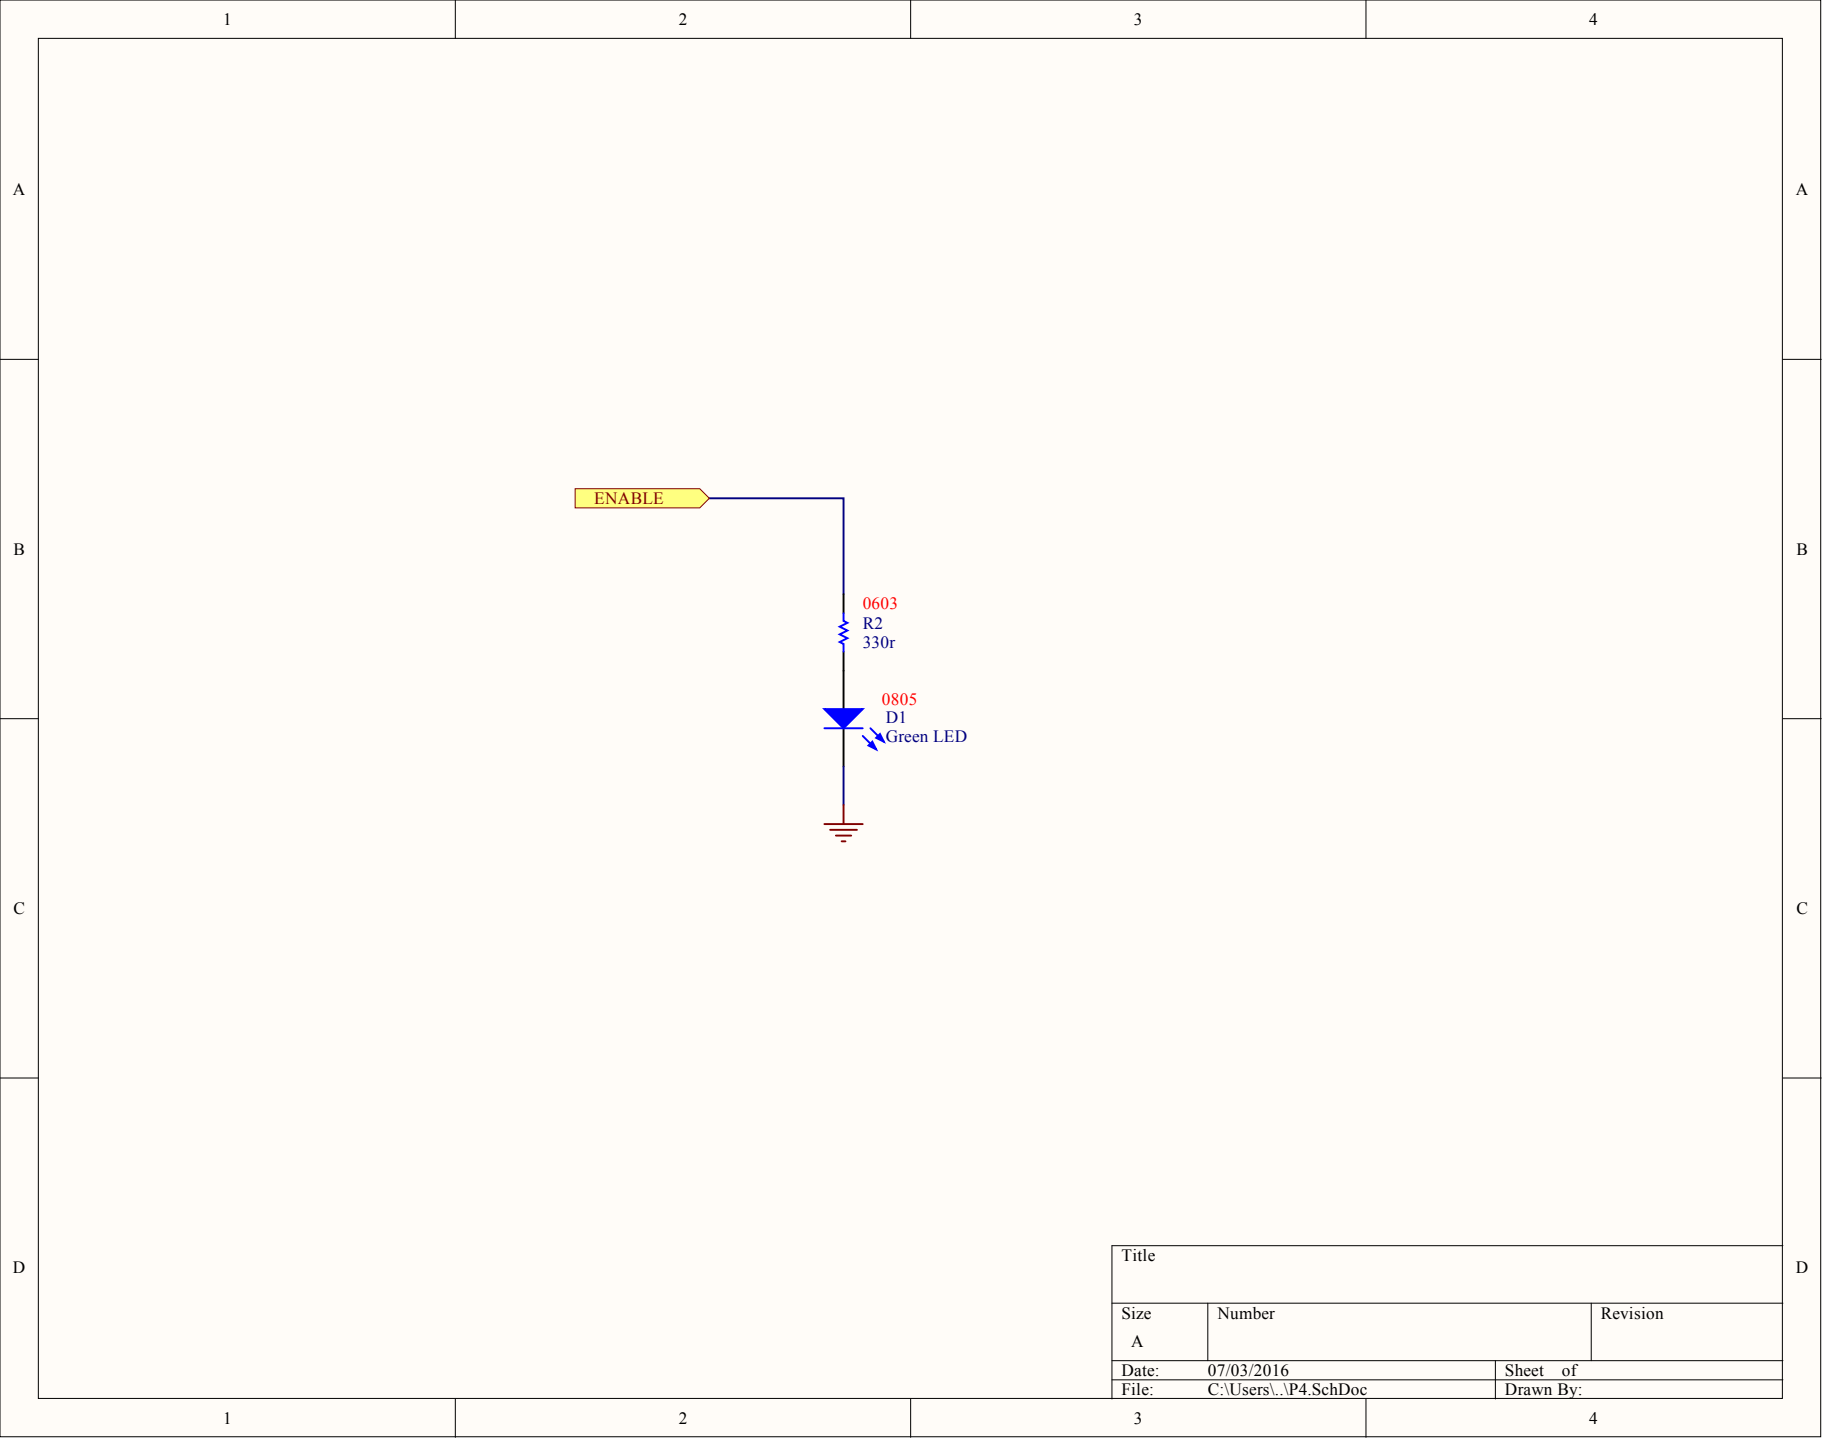 1 2 3 4
A A
ENABLE
B B
0603
R2
330r
0805
D1
Green LED
C C
D D
Title
Size Number Revision
A
Date: 07/03/2016 Sheet of
File: C:\Users\..\P4.SchDoc Drawn By:
1 2 3 4